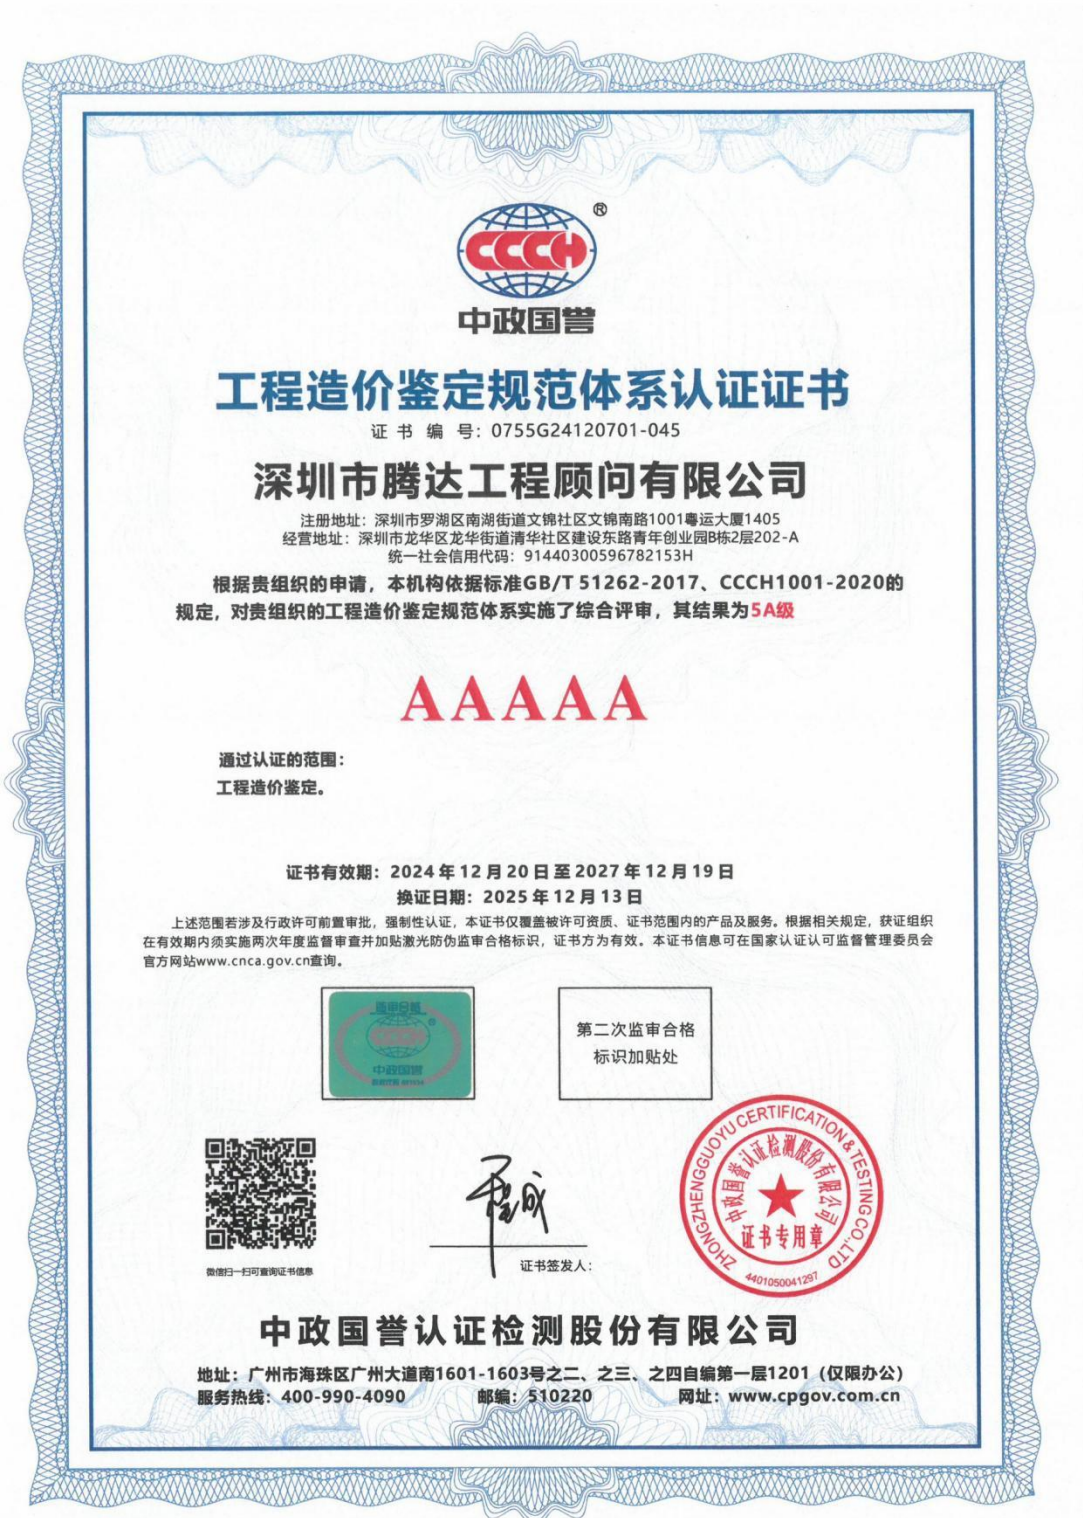 CCCH®
中政国誉
工程造价鉴定规范体系认证证书
证 书 编 号: 0755G24120701-045
深圳市腾达工程顾问有限公司
注册地址: 深圳市罗湖区南湖街道文锦社区文锦南路1001粤运大厦1405
经营地址: 深圳市龙华区龙华街道清华社区建设东路青年创业园B栋2层202-A
统一社会信用代码: 91440300596782153H
根据贵组织的申请, 本机构依据标准GB/T 51262-2017、CCCH1001-2020的
规定, 对贵组织的工程造价鉴定规范体系实施了综合评审, 其结果为5A级
AAAAA
通过认证的范围:
工程造价鉴定。
证书有效期: 2024年12月20日至2027年12月19日
换证日期: 2025年12月13日
上述范围若涉及行政许可前置审批, 强制性认证, 本证书仅覆盖被许可资质、证书范围内的产品及服务。根据相关规定, 获证组织
在有效期内须实施两次年度监督审查并加贴激光防伪监审合格标识, 证书方为有效。本证书信息可在国家认证认可监督管理委员会
官方网站www.cnca.gov.cn查询。
监审合格
CCCH®
中政国誉
第二次监审合格
标识加贴处
ZHONGZHENGGUOYU CERTIFICATION & TESTING CO.,LTD
中政国誉认证检测股份有限公司
证书专用章
4401050041297
微信扫一扫可查询证书信息
证书签发人:
中政国誉认证检测股份有限公司
地址: 广州市海珠区广州大道南1601-1603号之二、之三、之四自编第一层1201 (仅限办公)
服务热线: 400-990-4090 邮编: 510220 网址: www.cpgov.com.cn